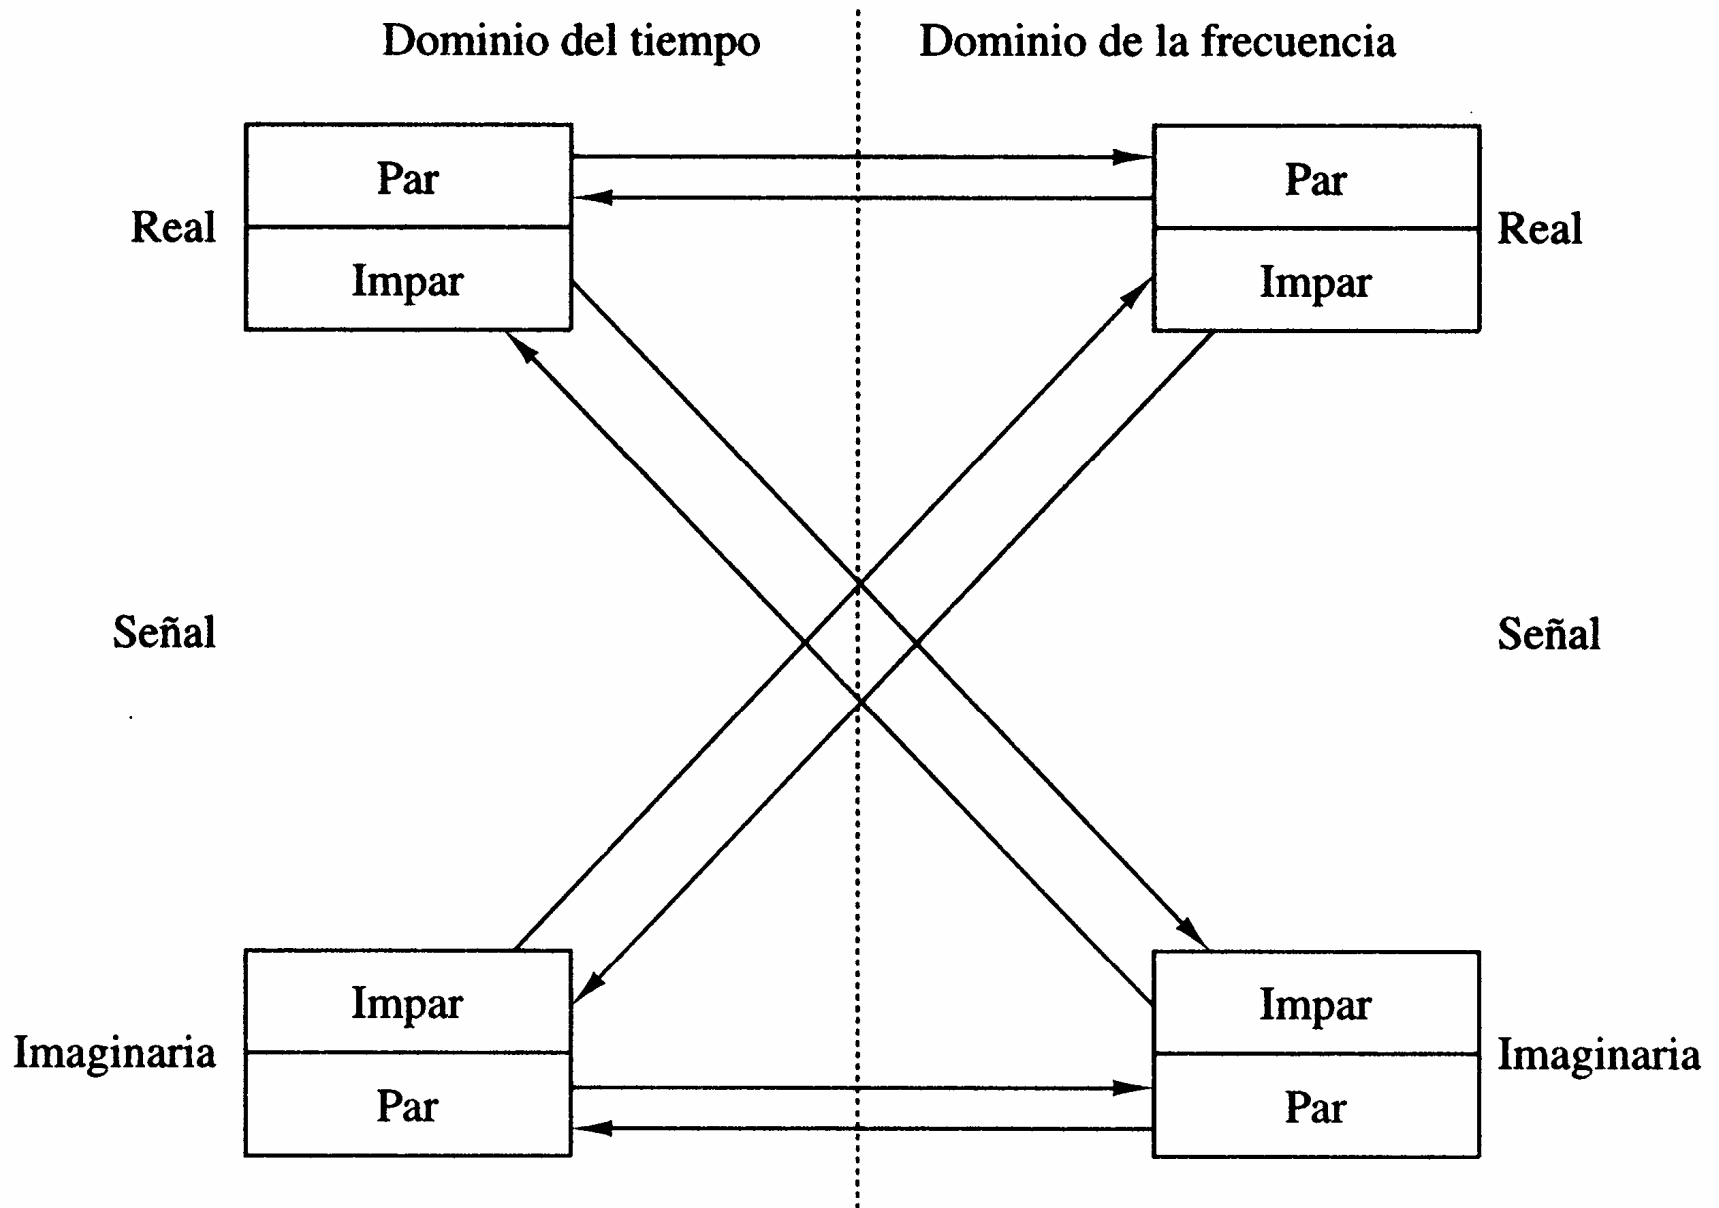 Dominio del tiempo
Dominio de la frecuencia
Par
Par
Real
Real
Impar
Impar
Señal
Señal
Impar
Impar
Imaginaria
Imaginaria
Par
Par